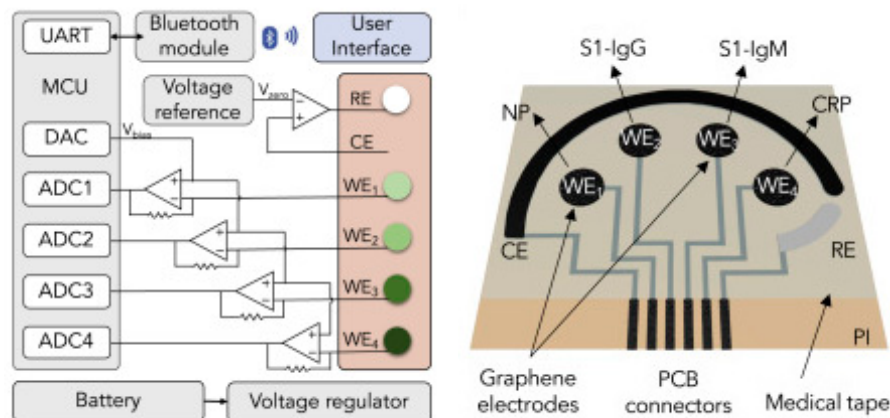 UART
Bluetooth
module
User
Interface
MCU
Voltage
reference
V_zero
RE
CE
DAC
V_bias
ADC1
WE₁
ADC2
WE₂
ADC3
WE₃
ADC4
WE₄
Battery
Voltage regulator
S1-IgG
S1-IgM
NP
CRP
WE₁
WE₂
WE₃
WE₄
CE
RE
PI
Graphene
electrodes
PCB
connectors
Medical tape